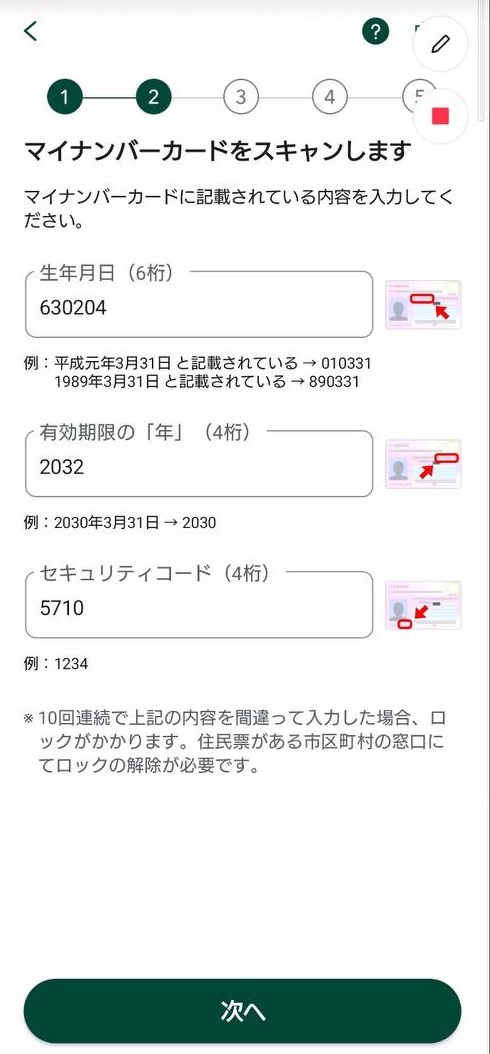 ?
1
2
3
4
5
マイナンバーカードをスキャンします
マイナンバーカードに記載されている内容を入力してく
ださい。
生年月日（6桁）
630204
例：平成元年3月31日 と記載されている → 010331
1989年3月31日 と記載されている → 890331
有効期限の「年」（4桁）
2032
例：2030年3月31日 → 2030
セキュリティコード（4桁）
5710
例：1234
※ 10回連続で上記の内容を間違って入力した場合、ロ
ックがかかります。住民票がある市区町村の窓口に
てロックの解除が必要です。
次へ